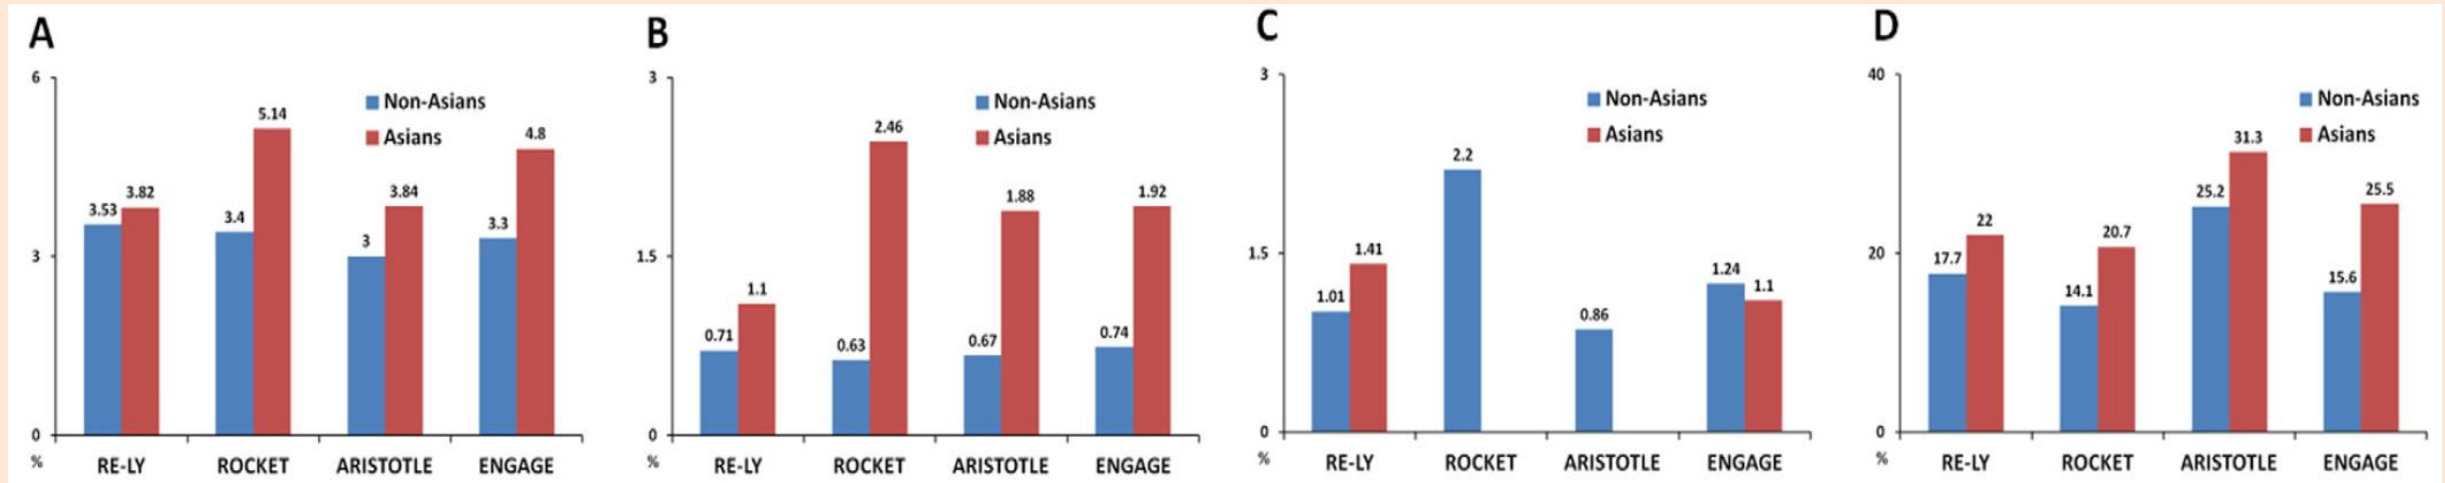 A
6
3
0
%
Non-Asians
Asians
3.53
3.82
3.4
5.14
3
3.84
3.3
4.8
RE-LY ROCKET ARISTOTLE ENGAGE
B
3
1.5
0
%
Non-Asians
Asians
0.71
1.1
0.63
2.46
0.67
1.88
0.74
1.92
RE-LY ROCKET ARISTOTLE ENGAGE
C
3
1.5
0
%
Non-Asians
Asians
1.01
1.41
2.2
0.86
1.24
1.1
RE-LY ROCKET ARISTOTLE ENGAGE
D
40
20
0
%
Non-Asians
Asians
17.7
22
14.1
20.7
25.2
31.3
15.6
25.5
RE-LY ROCKET ARISTOTLE ENGAGE